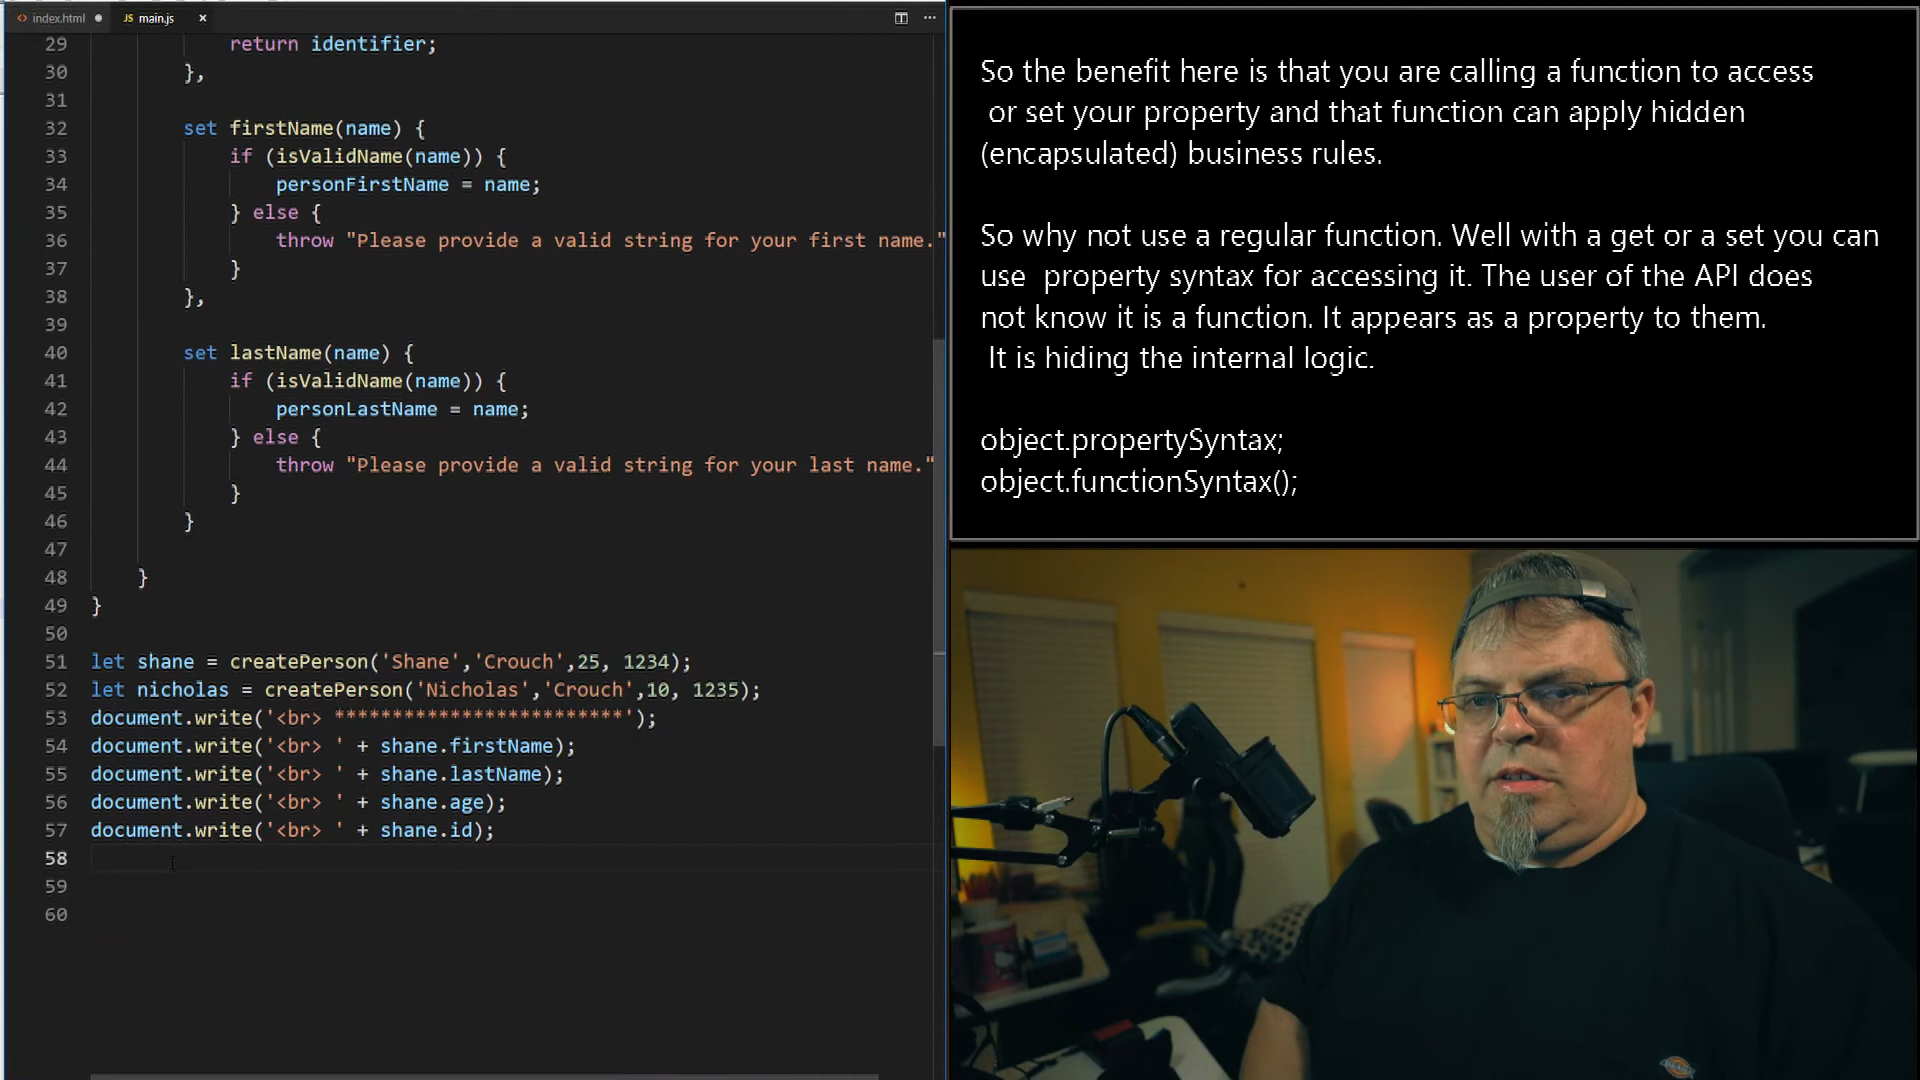 index.html
JS main.js
29 return identifier;
30 },
31
32 set firstName(name) {
33 if (isValidName(name)) {
34 personFirstName = name;
35 } else {
36 throw "Please provide a valid string for your first name."
37 }
38 },
39
40 set lastName(name) {
41 if (isValidName(name)) {
42 personLastName = name;
43 } else {
44 throw "Please provide a valid string for your last name."
45 }
46 }
47
48 }
49 }
50
51 let shane = createPerson('Shane','Crouch',25, 1234);
52 let nicholas = createPerson('Nicholas','Crouch',10, 1235);
53 document.write('<br> *************************');
54 document.write('<br> ' + shane.firstName);
55 document.write('<br> ' + shane.lastName);
56 document.write('<br> ' + shane.age);
57 document.write('<br> ' + shane.id);
58
59
60
So the benefit here is that you are calling a function to access
or set your property and that function can apply hidden
(encapsulated) business rules.
So why not use a regular function. Well with a get or a set you can
use property syntax for accessing it. The user of the API does
not know it is a function. It appears as a property to them.
It is hiding the internal logic.
object.propertySyntax;
object.functionSyntax();